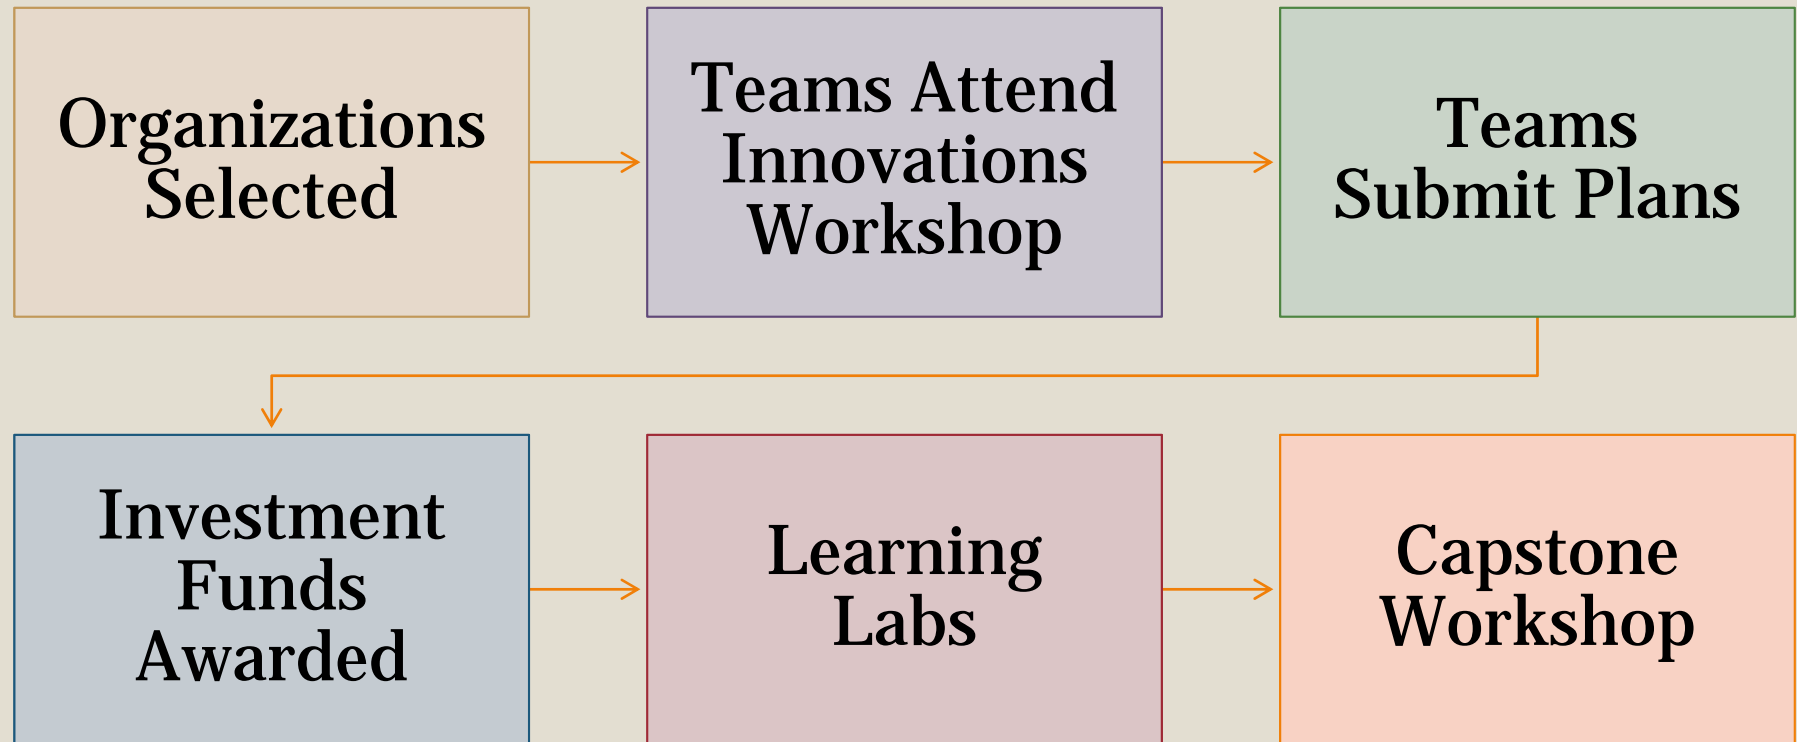 Organizations
Selected
Teams Attend
Innovations
Workshop
Teams
Submit Plans
Investment
Funds
Awarded
Learning
Labs
Capstone
Workshop